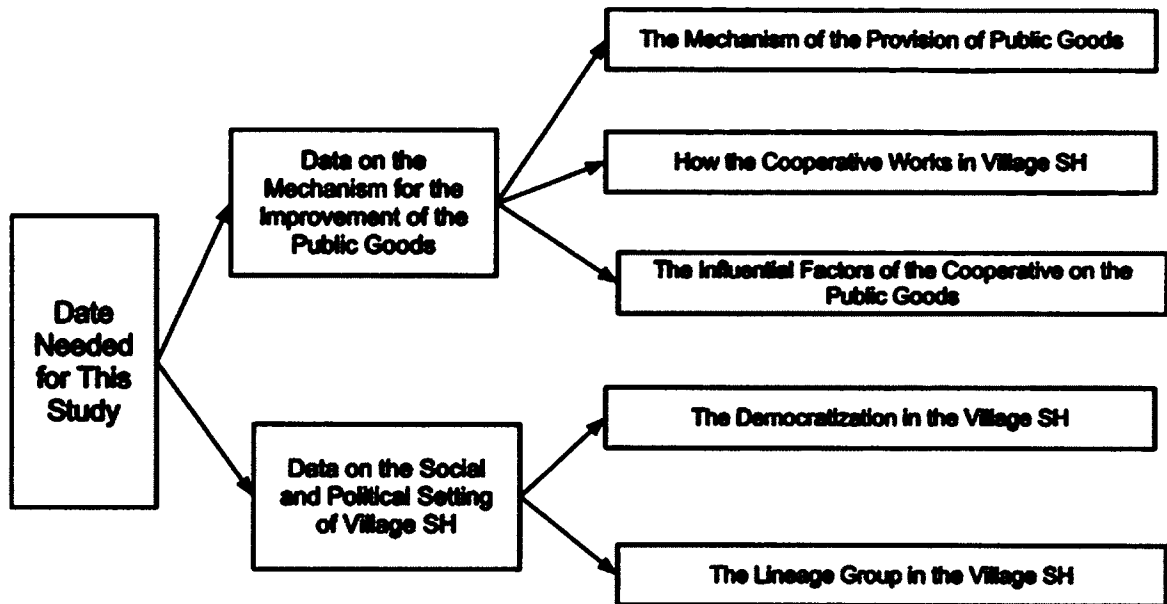 The Mechanism of the Provision of Public Goods
Data on the
Mechanism for the
Improvement of the
Public Goods
How the Cooperative Works in Village SH
The Influential Factors of the Cooperative on the
Public Goods
Date
Needed
for This
Study
The Democratization in the Village SH
Data on the Social
and Political Setting
of Village SH
The Lineage Group in the Village SH